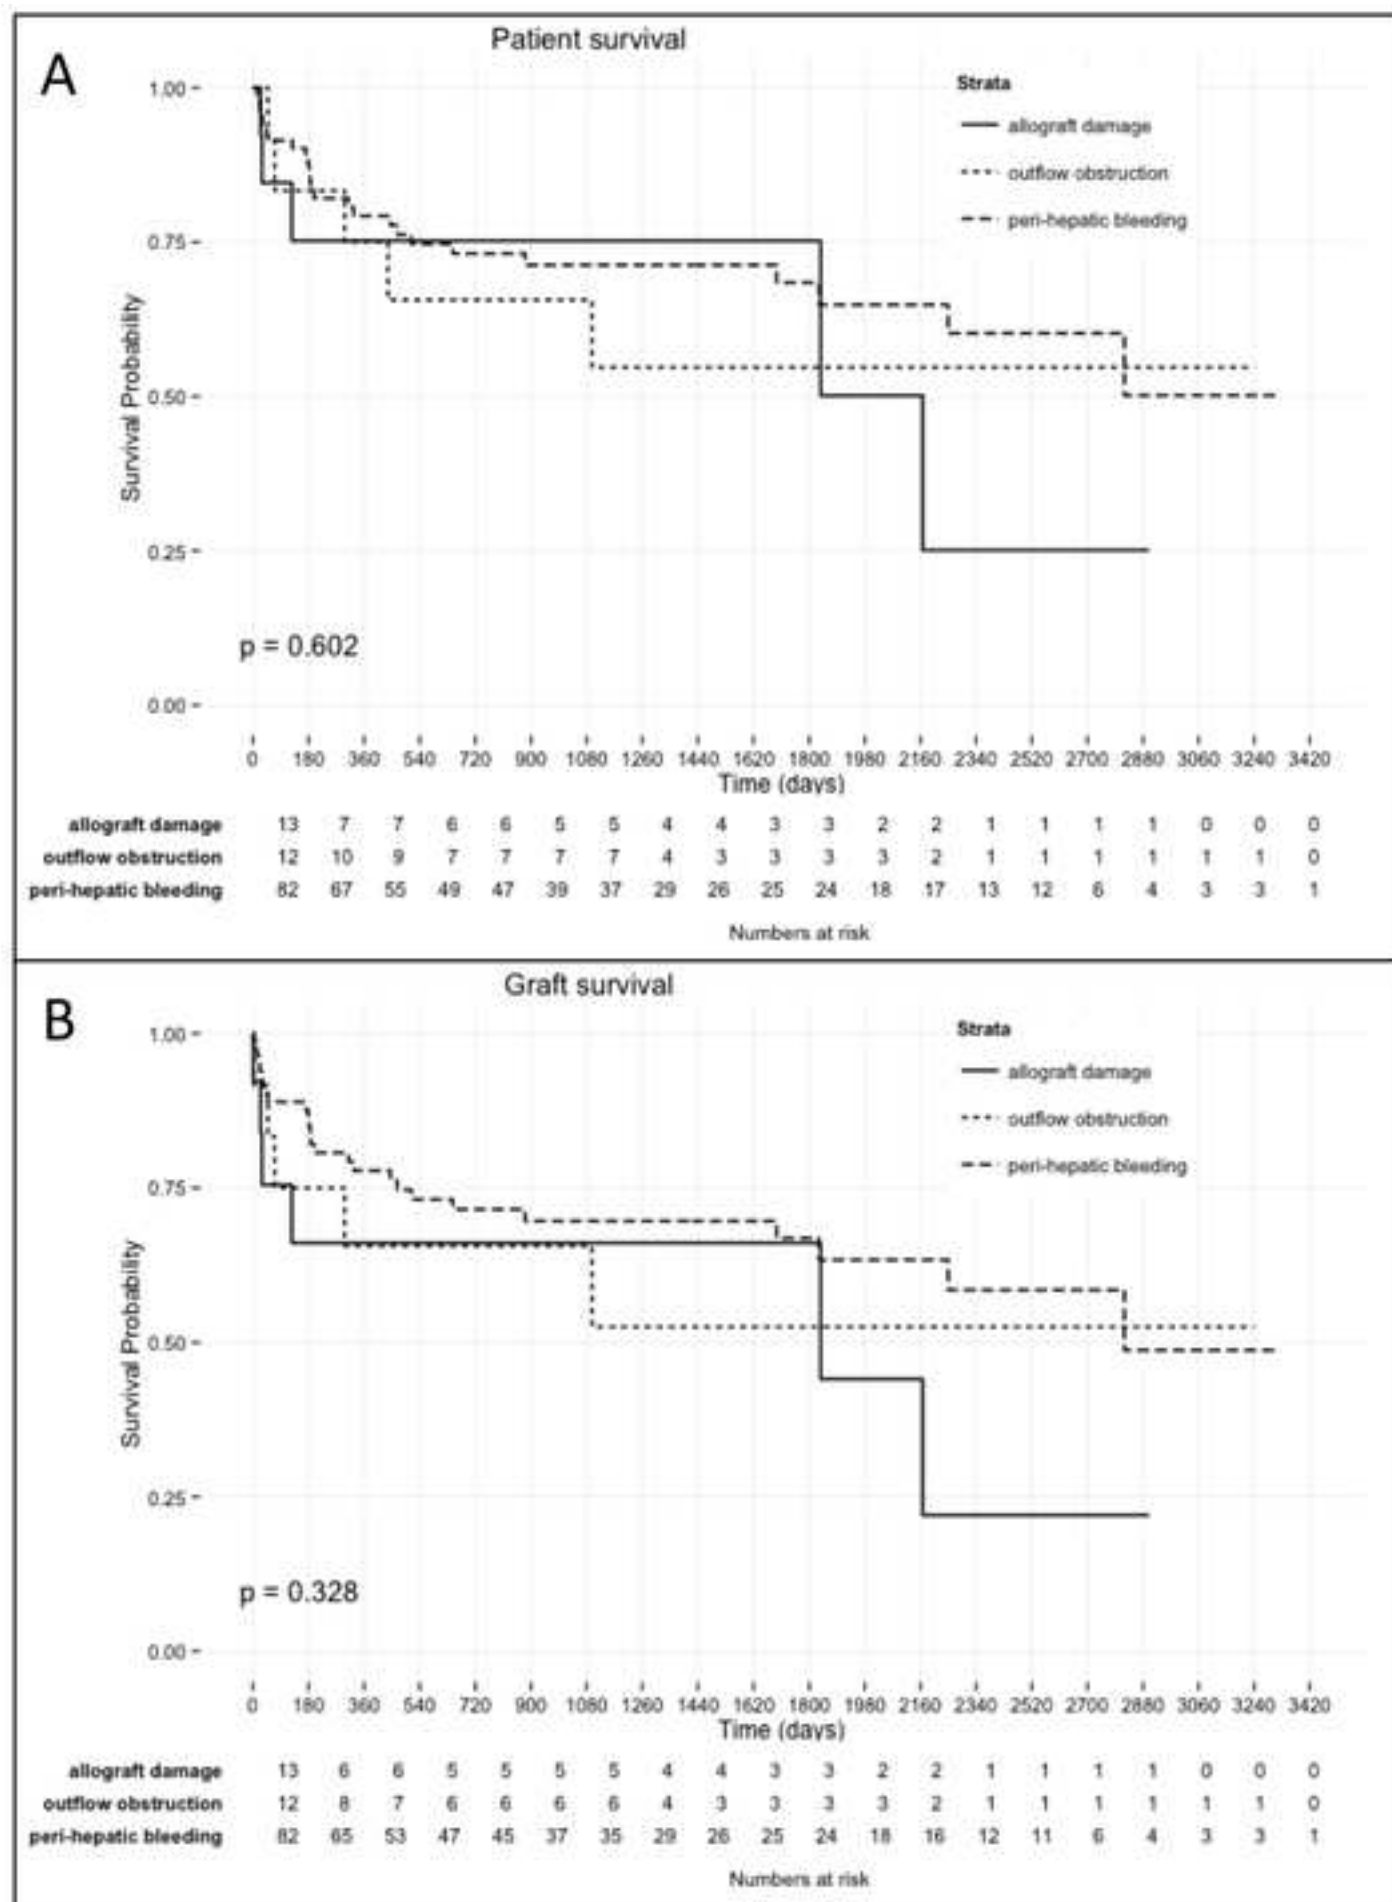 Patient survival
A
Strata
allograft damage
outflow obstruction
peri-hepatic bleeding
1.00
0.75
0.50
0.25
0.00
Survival Probability
p = 0.602
0 180 360 540 720 900 1080 1260 1440 1620 1800 1980 2160 2340 2520 2700 2880 3060 3240 3420
Time (days)
allograft damage 13 7 7 6 6 5 5 4 4 3 3 2 2 1 1 1 1 0 0 0
outflow obstruction 12 10 9 7 7 7 7 4 3 3 3 3 2 1 1 1 1 1 1 0
peri-hepatic bleeding 82 67 55 49 47 39 37 29 26 25 24 18 17 13 12 6 4 3 3 1
Numbers at risk
Graft survival
B
Strata
allograft damage
outflow obstruction
peri-hepatic bleeding
1.00
0.75
0.50
0.25
0.00
Survival Probability
p = 0.328
0 180 360 540 720 900 1080 1260 1440 1620 1800 1980 2160 2340 2520 2700 2880 3060 3240 3420
Time (days)
allograft damage 13 6 6 5 5 5 5 4 4 3 3 2 2 1 1 1 1 0 0 0
outflow obstruction 12 8 7 6 6 6 6 4 3 3 3 3 2 1 1 1 1 1 1 0
peri-hepatic bleeding 82 65 53 47 45 37 35 29 26 25 24 18 16 12 11 6 4 3 3 1
Numbers at risk